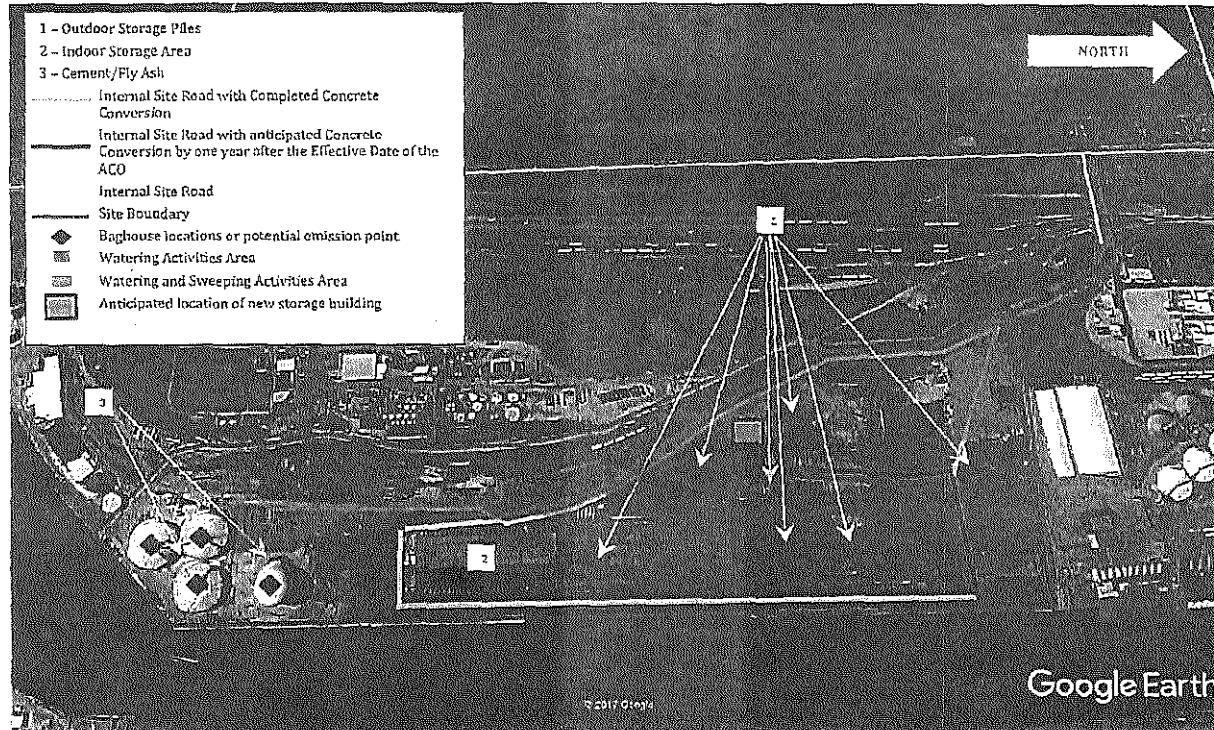 1 – Outdoor Storage Piles
2 – Indoor Storage Area
3 – Cement/Fly Ash
Internal Site Road with Completed Concrete
Conversion
Internal Site Road with anticipated Concrete
Conversion by one year after the Effective Date of the
ACO
Internal Site Road
Site Boundary
Baghouse locations or potential emission point
Watering Activities Area
Watering and Sweeping Activities Area
Anticipated location of new storage building
NORTH
3
2
© 2017 Google
Google Earth